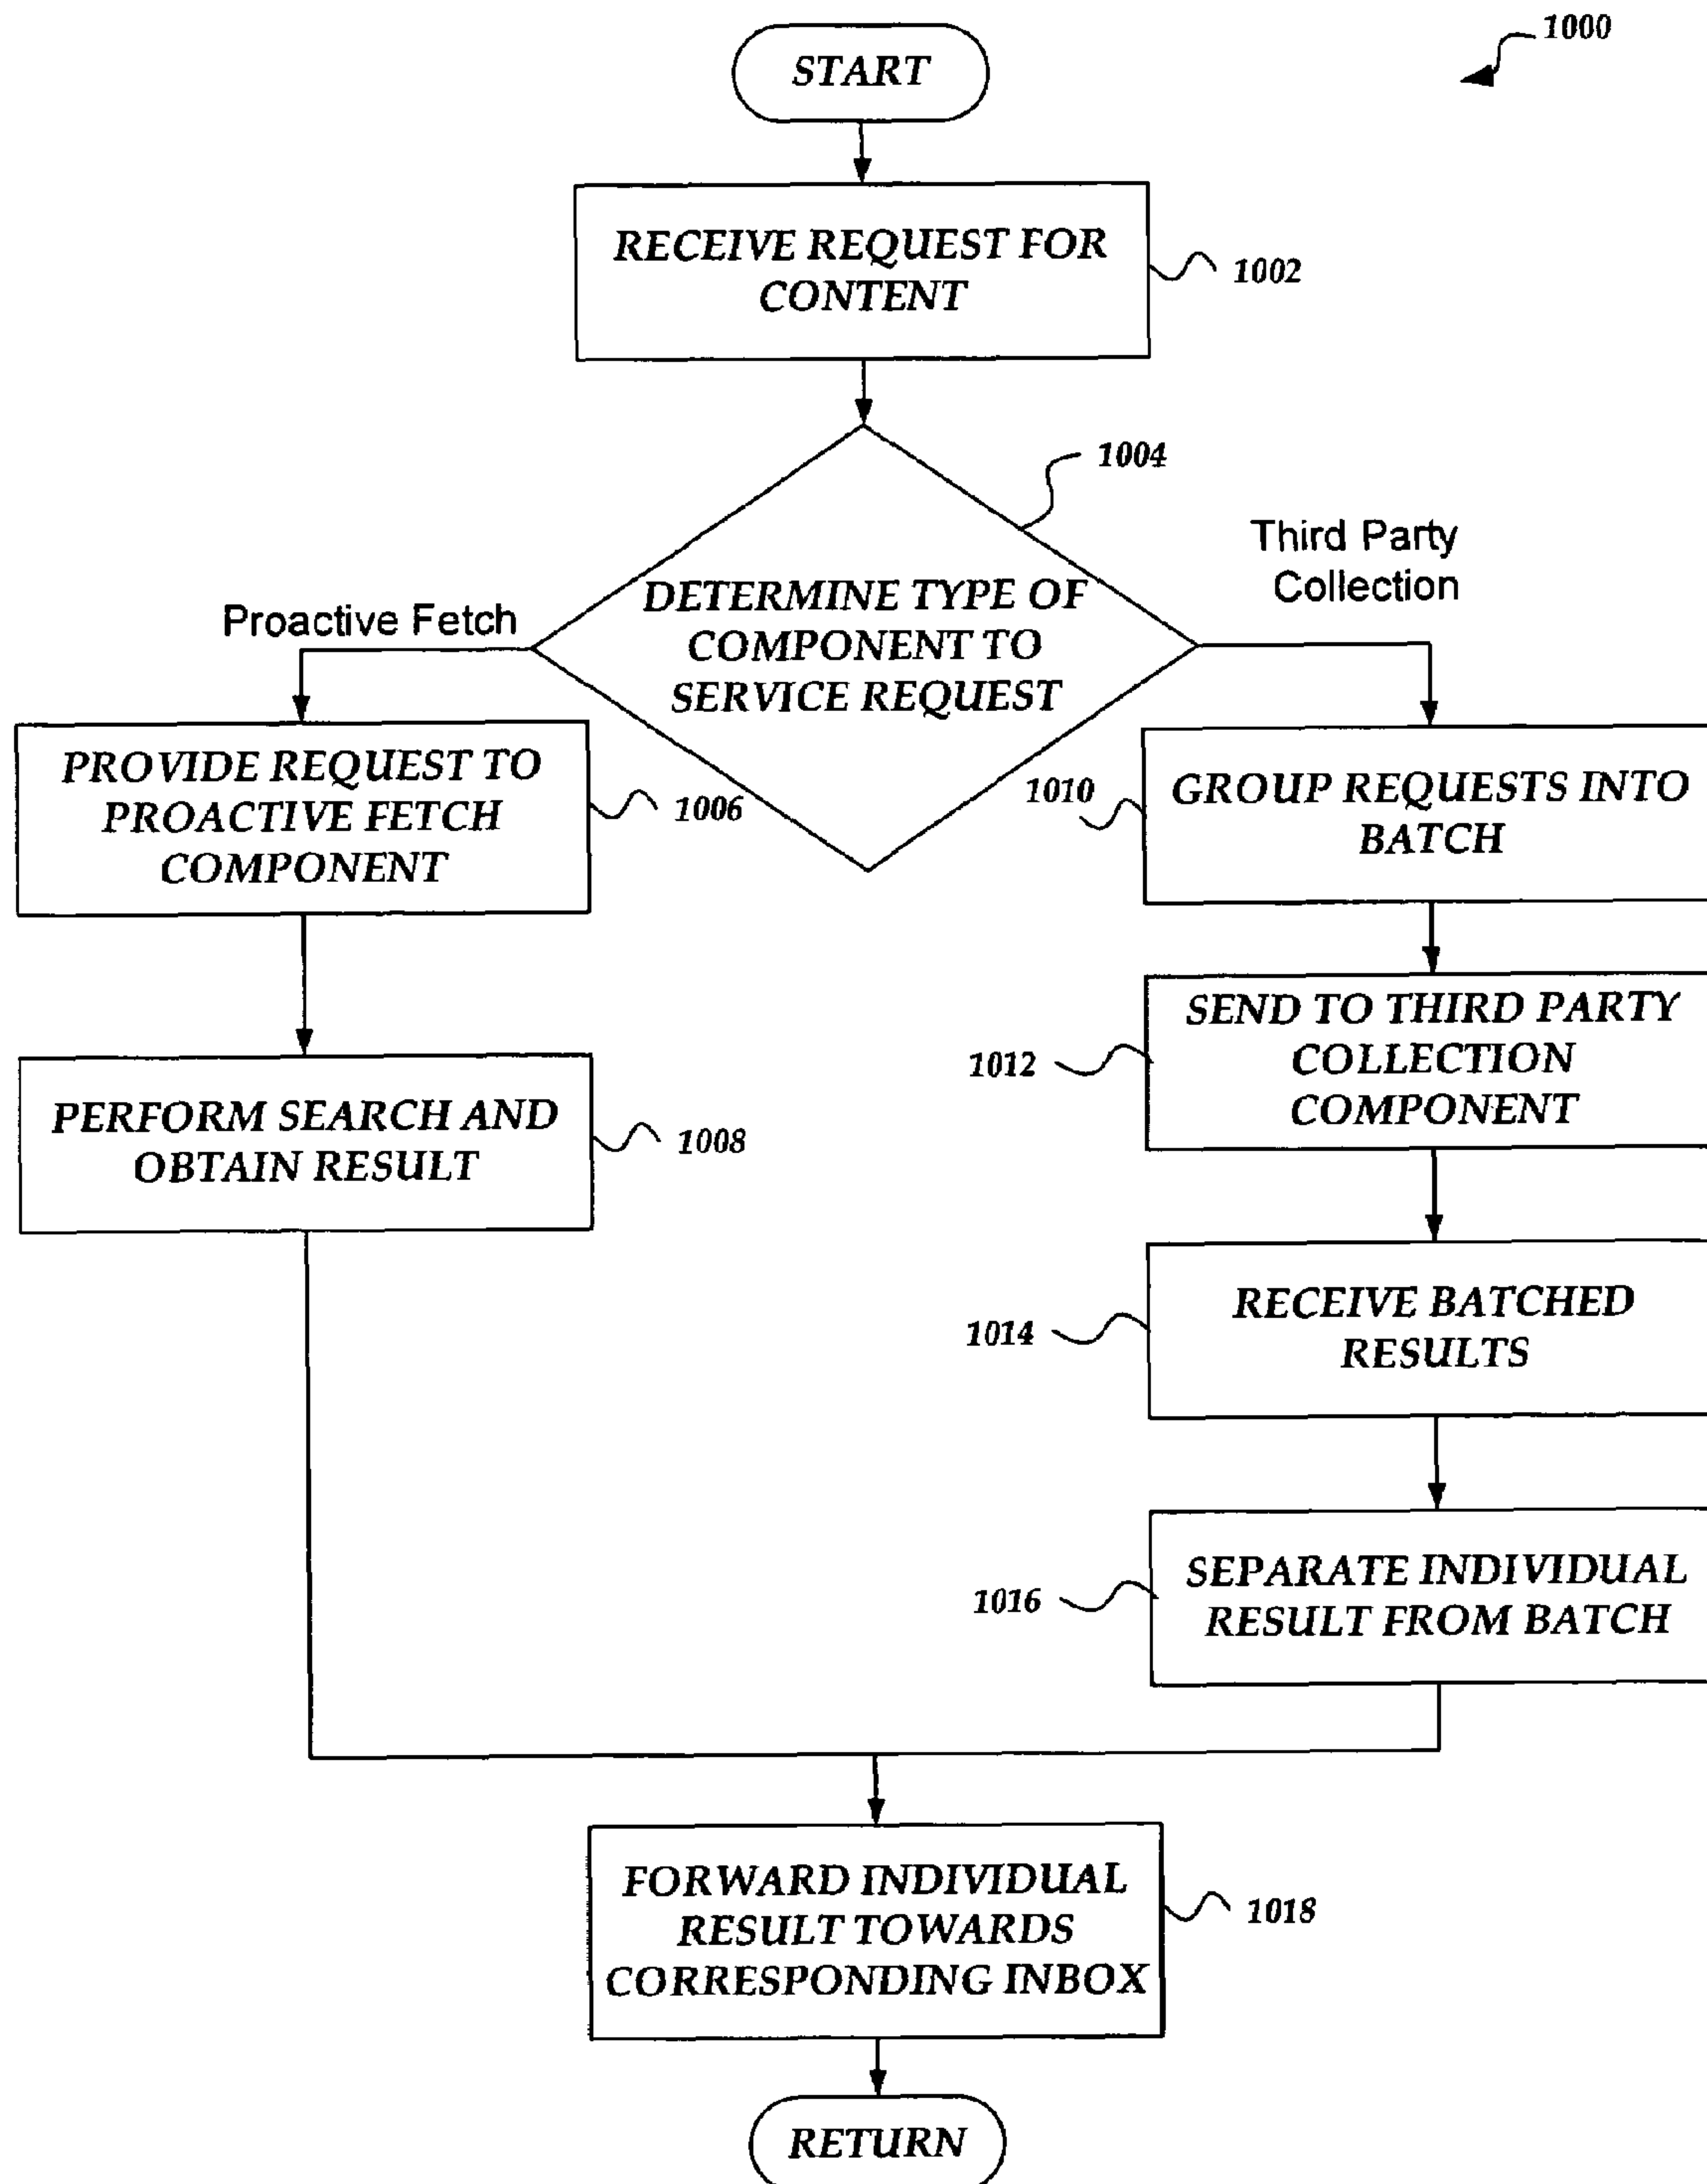 1000
START
RECEIVE REQUEST FOR
CONTENT
1002
1004
DETERMINE TYPE OF
COMPONENT TO
SERVICE REQUEST
Proactive Fetch
Third Party
Collection
PROVIDE REQUEST TO
PROACTIVE FETCH
COMPONENT
1006
PERFORM SEARCH AND
OBTAIN RESULT
1008
1010
GROUP REQUESTS INTO
BATCH
1012
SEND TO THIRD PARTY
COLLECTION
COMPONENT
1014
RECEIVE BATCHED
RESULTS
1016
SEPARATE INDIVIDUAL
RESULT FROM BATCH
FORWARD INDIVIDUAL
RESULT TOWARDS
CORRESPONDING INBOX
1018
RETURN